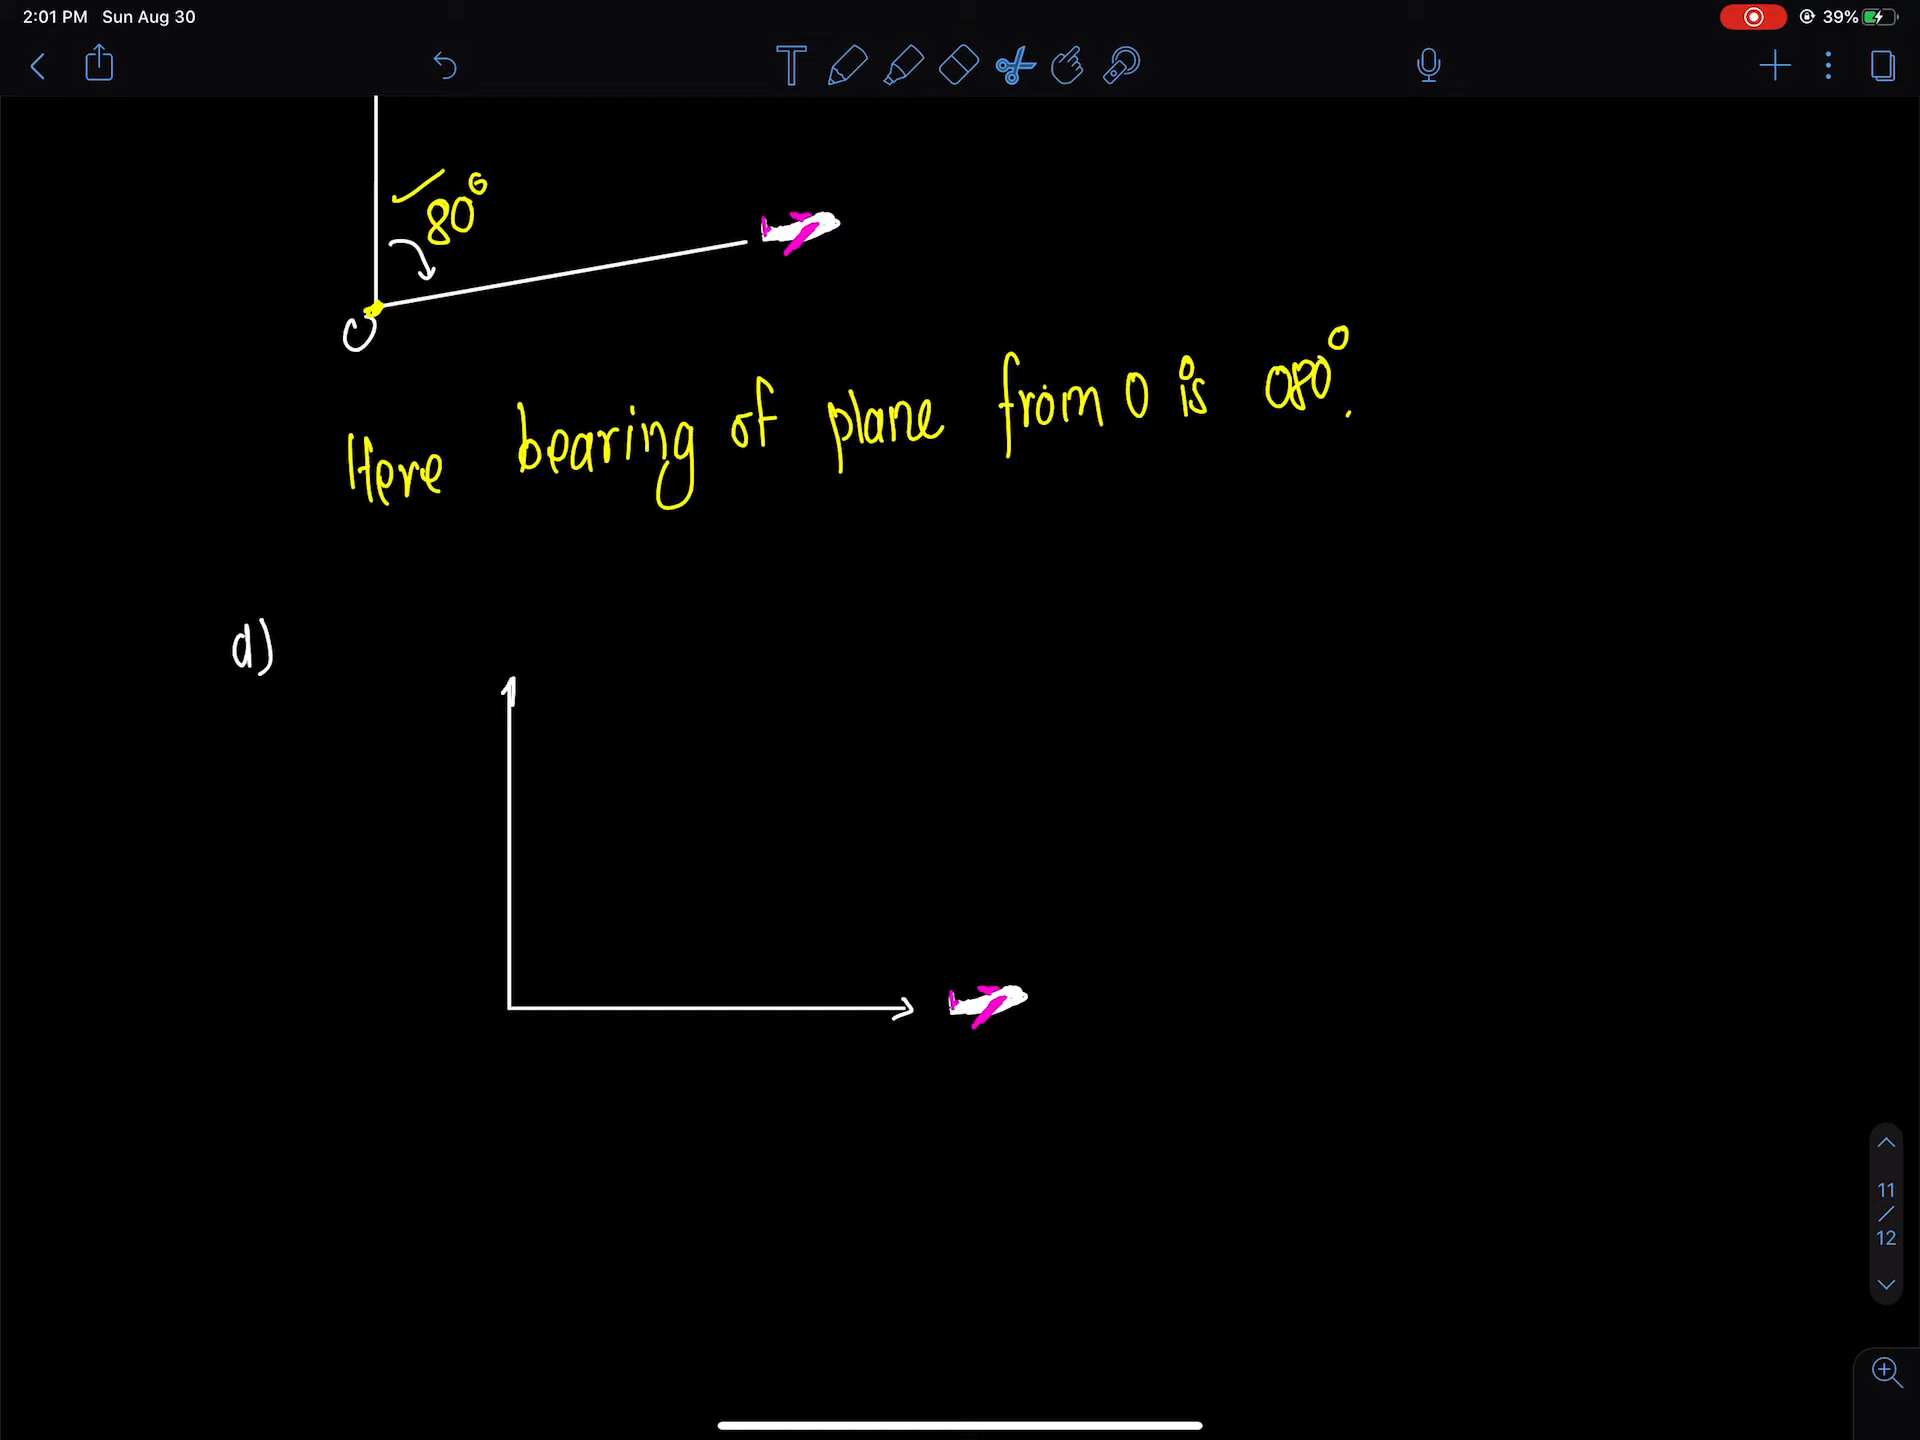 2:01 PM Sun Aug 30
39%
80°
O
Here bearing of plane from O is 080°.
d)
11
/
12